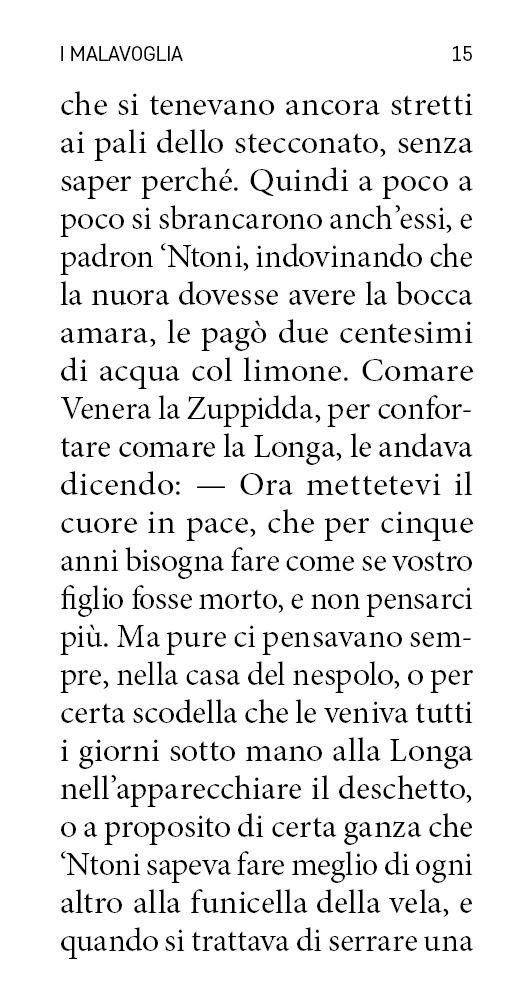 I MALAVOGLIA 15
che si tenevano ancora stretti
ai pali dello stecconato, senza
saper perché. Quindi a poco a
poco si sbrancarono anch’essi, e
padron ‘Ntoni, indovinando che
la nuora dovesse avere la bocca
amara, le pagò due centesimi
di acqua col limone. Comare
Venera la Zuppidda, per confor-
tare comare la Longa, le andava
dicendo: — Ora mettetevi il
cuore in pace, che per cinque
anni bisogna fare come se vostro
figlio fosse morto, e non pensarci
più. Ma pure ci pensavano sem-
pre, nella casa del nespolo, o per
certa scodella che le veniva tutti
i giorni sotto mano alla Longa
nell’apparecchiare il deschetto,
o a proposito di certa ganza che
‘Ntoni sapeva fare meglio di ogni
altro alla funicella della vela, e
quando si trattava di serrare una